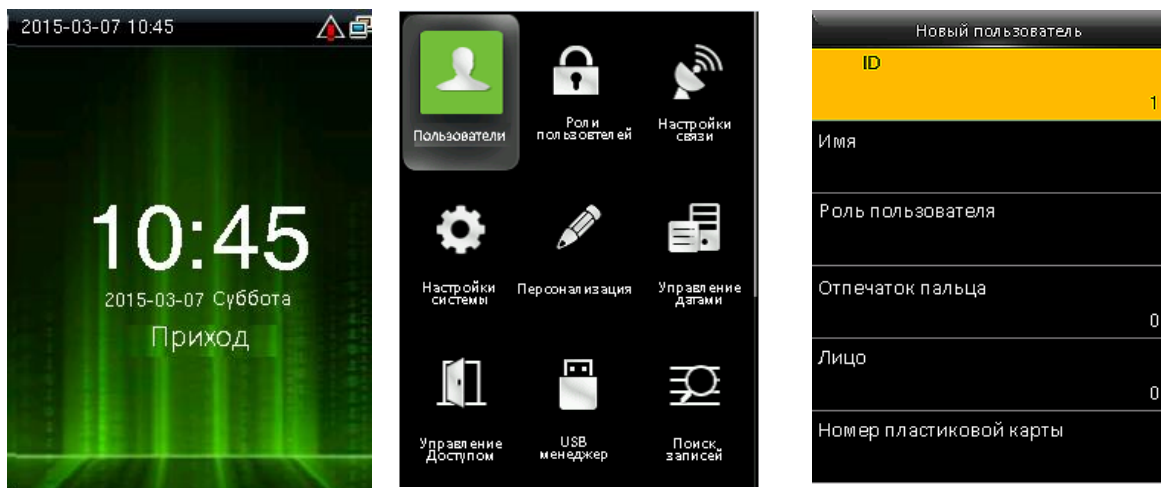 2015-03-07 10:45
10:45
2015-03-07 Суббота
Приход
Пользователи
Роли
пользовтелей
Настройки
связи
Настройки
системы
Персонализация
Управление
датами
Управление
Доступом
USB
менеджер
Поиск
записей
Новый пользователь
ID
1
Имя
Роль пользователя
Отпечаток пальца
0
Лицо
0
Номер пластиковой карты